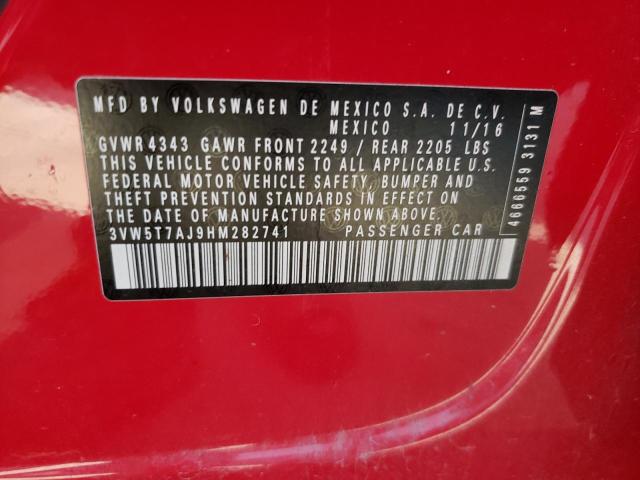 MFD BY VOLKSWAGEN DE MEXICO S.A. DE C.V.
MEXICO 11/16
GVWR 4343 GAWR FRONT 2249 / REAR 2205 LBS
THIS VEHICLE CONFORMS TO ALL APPLICABLE U.S.
FEDERAL MOTOR VEHICLE SAFETY, BUMPER AND
THEFT PREVENTION STANDARDS IN EFFECT ON
THE DATE OF MANUFACTURE SHOWN ABOVE.
3VW5T7AJ9HM282741 PASSENGER CAR
4666559 3131 M